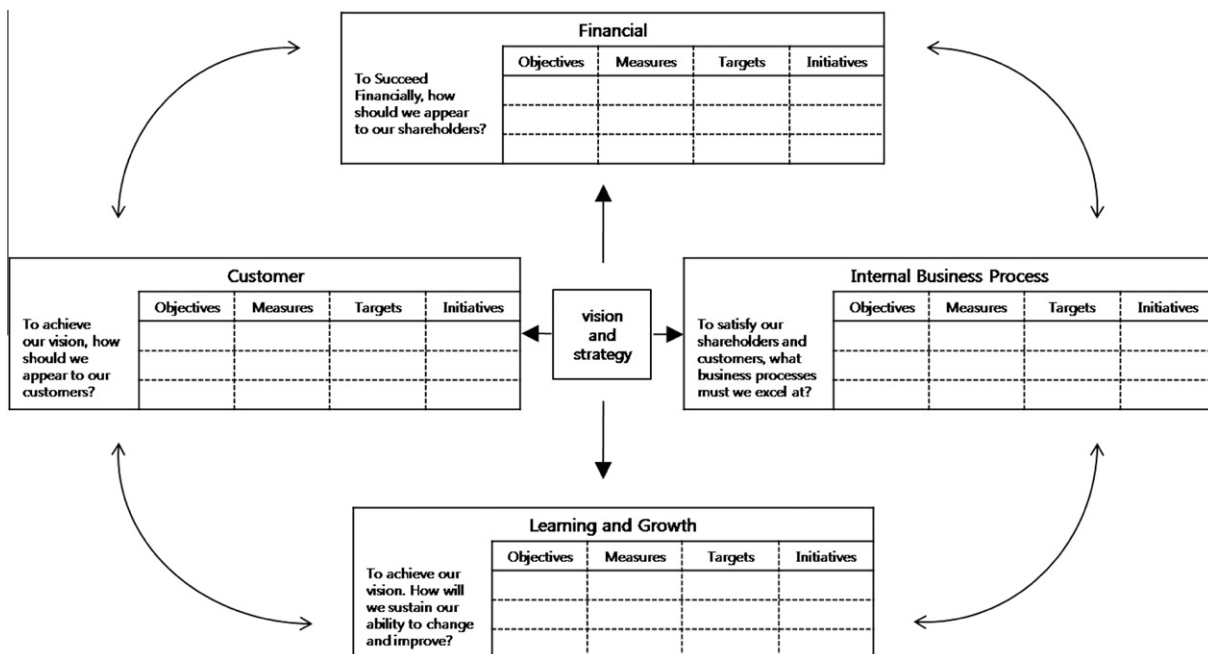 Financial
Objectives Measures Targets Initiatives
To Succeed
Financially, how
should we appear
to our shareholders?
Customer
Objectives Measures Targets Initiatives
To achieve
our vision, how
should we
appear to our
customers?
vision
and
strategy
Internal Business Process
Objectives Measures Targets Initiatives
To satisfy our
shareholders and
customers, what
business processes
must we excel at?
Learning and Growth
Objectives Measures Targets Initiatives
To achieve our
vision. How will
we sustain our
ability to change
and improve?